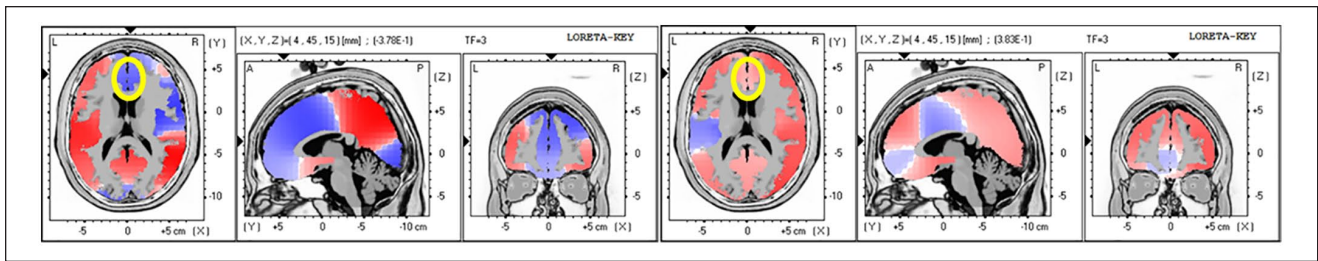 (X,Y,Z)=(4,45,15)[mm] ; (-3.78E-1) TF=3 LORETA-KEY
L R (Y)
+5
0
-5
-10
-5 0 +5 cm (X)
A P (Z)
+5
0
-5
(Y) +5 0 -5 -10 cm
L R (Z)
+5
0
-5
-5 0 +5 cm (X)
(X,Y,Z)=(4,45,15)[mm] ; (3.83E-1) TF=3 LORETA-KEY
L R (Y)
+5
0
-5
-10
-5 0 +5 cm (X)
A P (Z)
+5
0
-5
(Y) +5 0 -5 -10 cm
L R (Z)
+5
0
-5
-5 0 +5 cm (X)